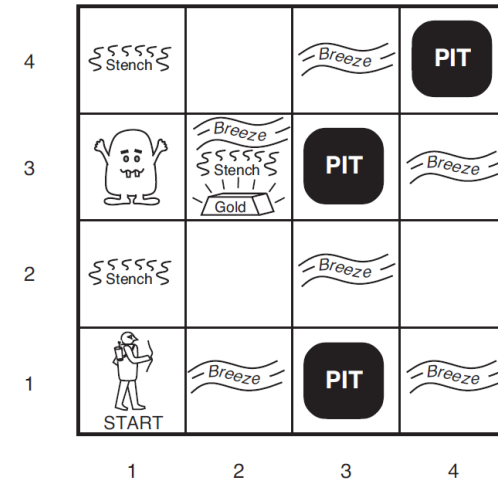 4
Stench
Breeze
PIT
3
Breeze
Stench
Gold
PIT
Breeze
2
Stench
Breeze
1
START
Breeze
PIT
Breeze
1 2 3 4